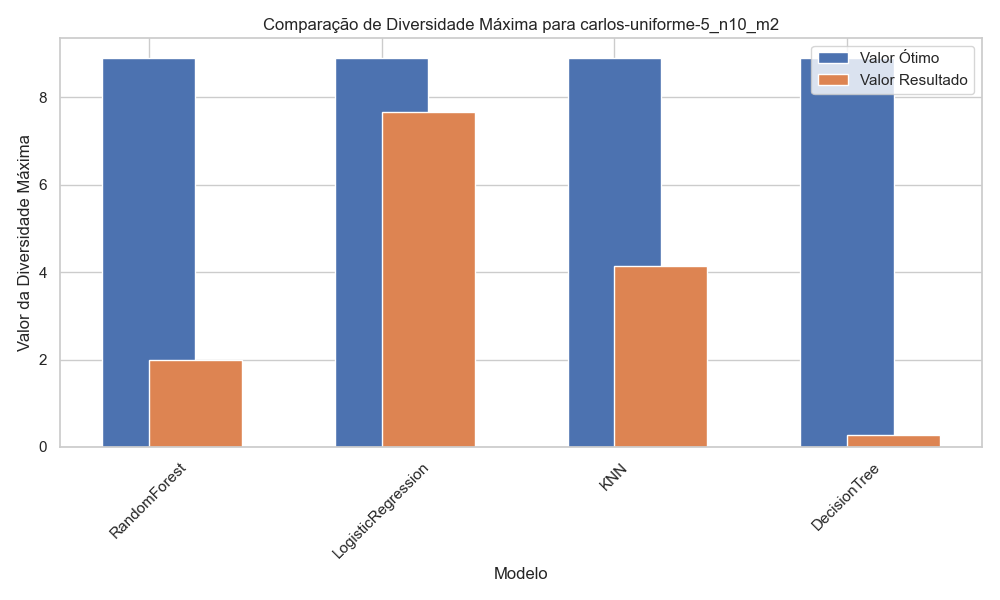 Comparação de Diversidade Máxima para carlos-uniforme-5_n10_m2
Valor Ótimo
Valor Resultado
Valor da Diversidade Máxima
8
6
4
2
0
RandomForest
LogisticRegression
KNN
DecisionTree
Modelo